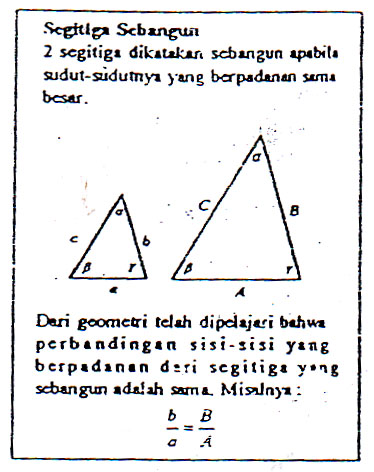 Segitiga Sebangun
2 segitiga dikatakan sebangun apabila
sudut-sudutnya yang berpadanan sama
besar.
α
α
C
B
c
b
β
γ
β
γ
a
A
Dari geometri telah dipelajari bahwa
perbandingan sisi-sisi yang
berpadanan dari segitiga yang
sebangun adalah sama. Misalnya :
b/a = B/A